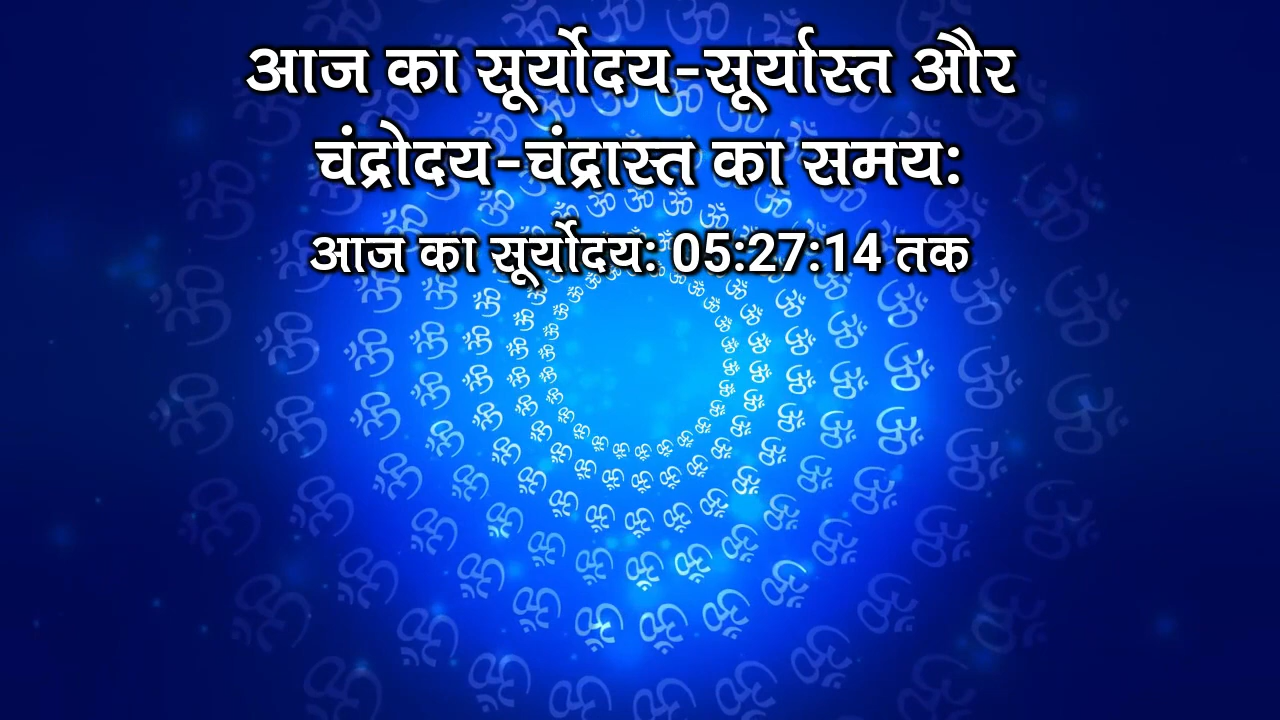 आज का सूर्योदय-सूर्यास्त और
चंद्रोदय-चंद्रास्त का समय:
आज का सूर्योदय: 05:27:14 तक